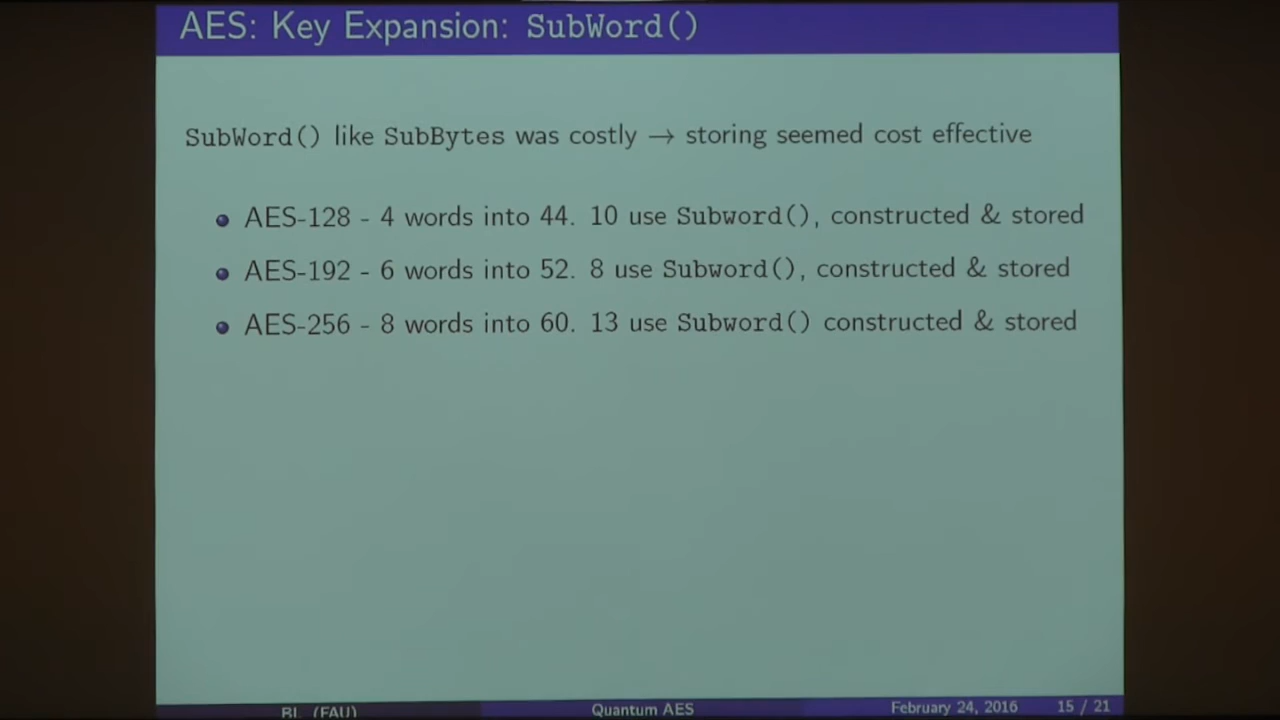 AES: Key Expansion: SubWord()
SubWord() like SubBytes was costly → storing seemed cost effective
AES-128 - 4 words into 44. 10 use Subword(), constructed & stored
AES-192 - 6 words into 52. 8 use Subword(), constructed & stored
AES-256 - 8 words into 60. 13 use Subword() constructed & stored
(FAU) Quantum AES February 24, 2016 15 / 21